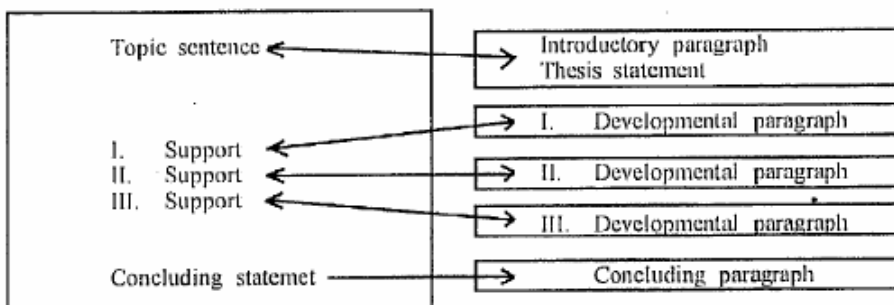 Topic sentence
I. Support
II. Support
III. Support
Concluding statemet
Introductory paragraph
Thesis statement
I. Developmental paragraph
II. Developmental paragraph
III. Developmental paragraph
Concluding paragraph